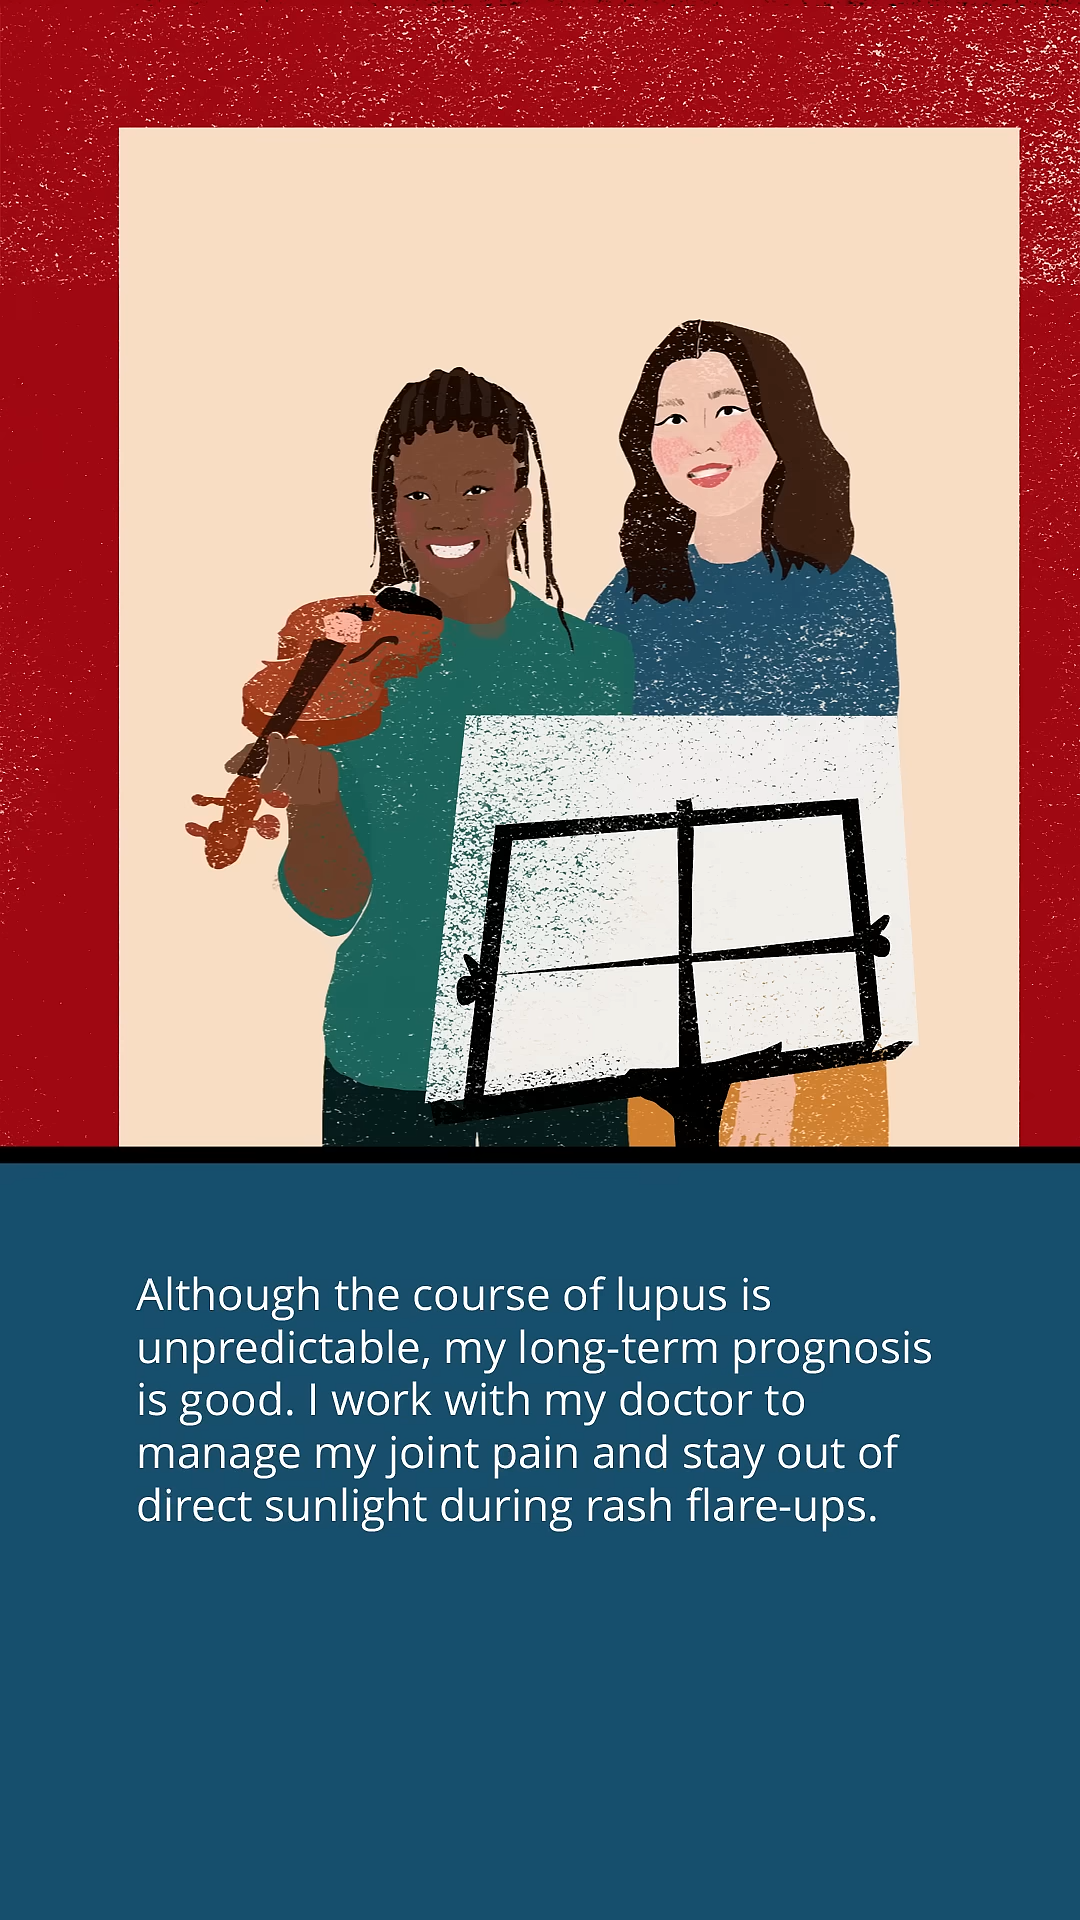 Although the course of lupus is
unpredictable, my long-term prognosis
is good. I work with my doctor to
manage my joint pain and stay out of
direct sunlight during rash flare-ups.